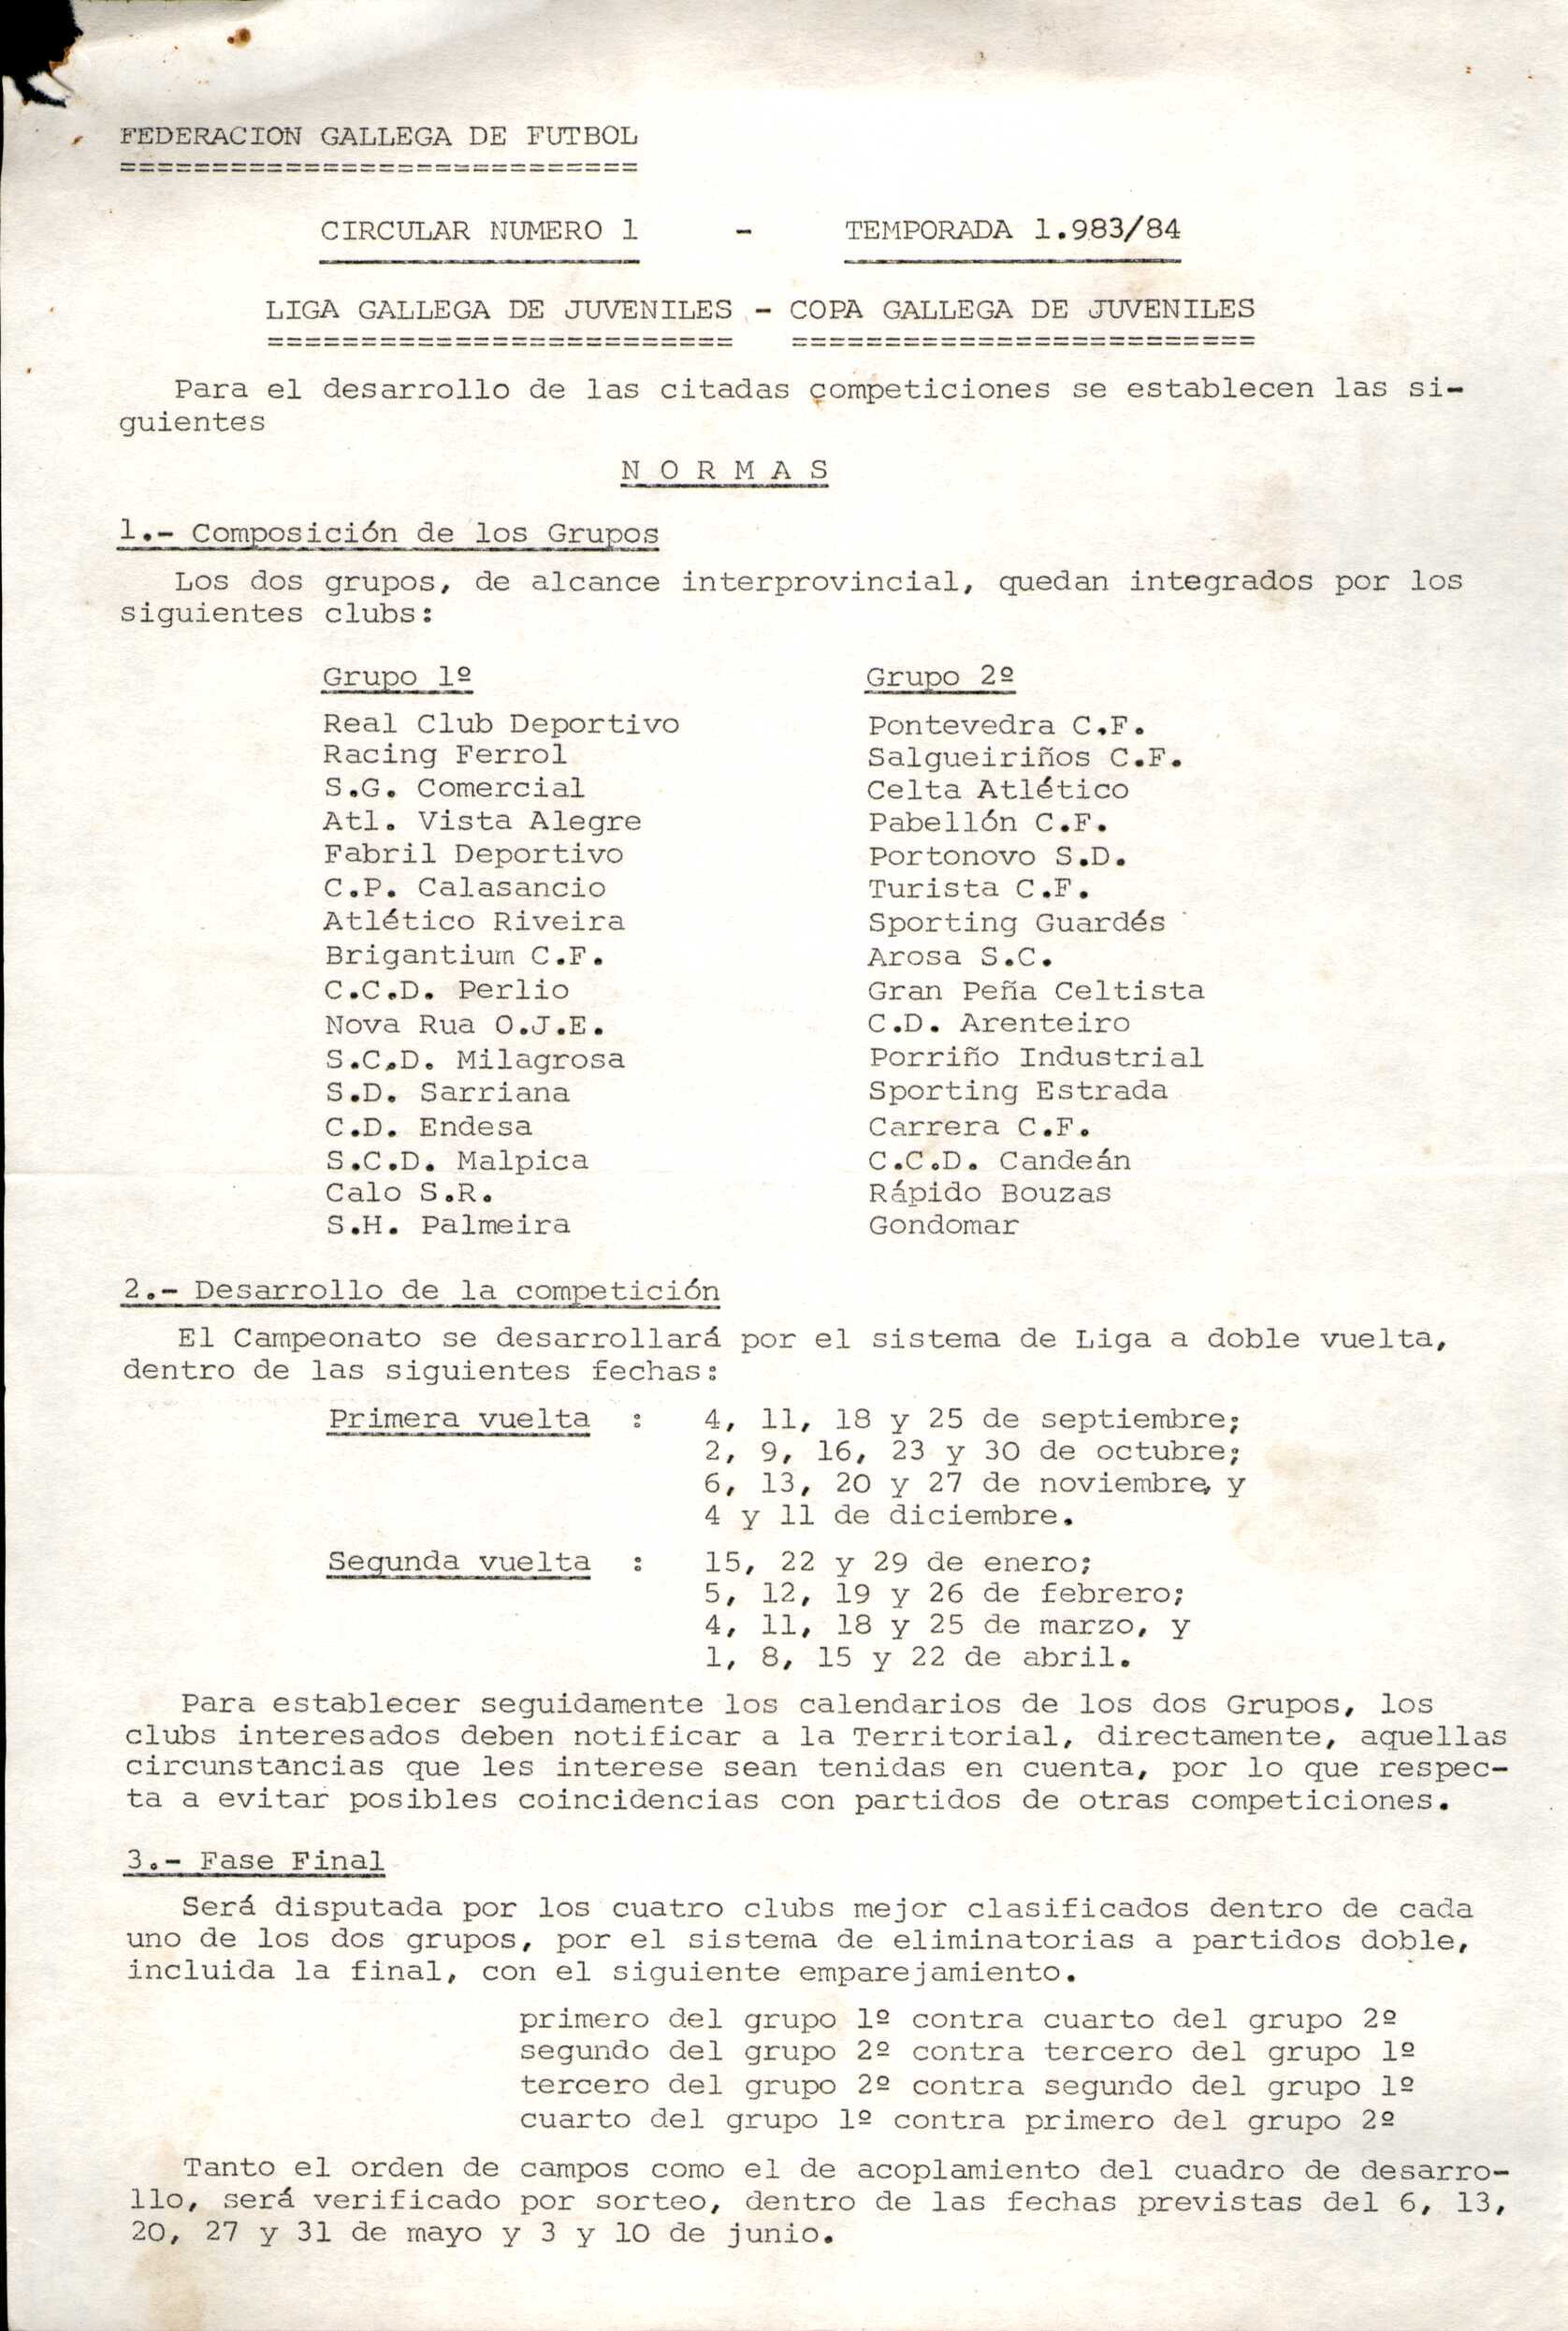 FEDERACION GALLEGA DE FUTBOL
============================
CIRCULAR NUMERO 1 - TEMPORADA 1.983/84
LIGA GALLEGA DE JUVENILES - COPA GALLEGA DE JUVENILES
========================= =========================
Para el desarrollo de las citadas competiciones se establecen las si-
guientes
N O R M A S
1.- Composición de los Grupos
Los dos grupos, de alcance interprovincial, quedan integrados por los
siguientes clubs:
Grupo 1º
Real Club Deportivo
Racing Ferrol
S.G. Comercial
Atl. Vista Alegre
Fabril Deportivo
C.P. Calasancio
Atlético Riveira
Brigantium C.F.
C.C.D. Perlio
Nova Rua O.J.E.
S.C.D. Milagrosa
S.D. Sarriana
C.D. Endesa
S.C.D. Malpica
Calo S.R.
S.H. Palmeira
Grupo 2º
Pontevedra C.F.
Salgueiriños C.F.
Celta Atlético
Pabellón C.F.
Portonovo S.D.
Turista C.F.
Sporting Guardés
Arosa S.C.
Gran Peña Celtista
C.D. Arenteiro
Porriño Industrial
Sporting Estrada
Carrera C.F.
C.C.D. Candeán
Rápido Bouzas
Gondomar
2.- Desarrollo de la competición
El Campeonato se desarrollará por el sistema de Liga a doble vuelta,
dentro de las siguientes fechas:
Primera vuelta : 4, 11, 18 y 25 de septiembre;
2, 9, 16, 23 y 30 de octubre;
6, 13, 20 y 27 de noviembre, y
4 y 11 de diciembre.
Segunda vuelta : 15, 22 y 29 de enero;
5, 12, 19 y 26 de febrero;
4, 11, 18 y 25 de marzo, y
1, 8, 15 y 22 de abril.
Para establecer seguidamente los calendarios de los dos Grupos, los
clubs interesados deben notificar a la Territorial, directamente, aquellas
circunstancias que les interese sean tenidas en cuenta, por lo que respec-
ta a evitar posibles coincidencias con partidos de otras competiciones.
3.- Fase Final
Será disputada por los cuatro clubs mejor clasificados dentro de cada
uno de los dos grupos, por el sistema de eliminatorias a partidos doble,
incluida la final, con el siguiente emparejamiento.
primero del grupo 1º contra cuarto del grupo 2º
segundo del grupo 2º contra tercero del grupo 1º
tercero del grupo 2º contra segundo del grupo 1º
cuarto del grupo 1º contra primero del grupo 2º
Tanto el orden de campos como el de acoplamiento del cuadro de desarro-
llo, será verificado por sorteo, dentro de las fechas previstas del 6, 13,
20, 27 y 31 de mayo y 3 y 10 de junio.